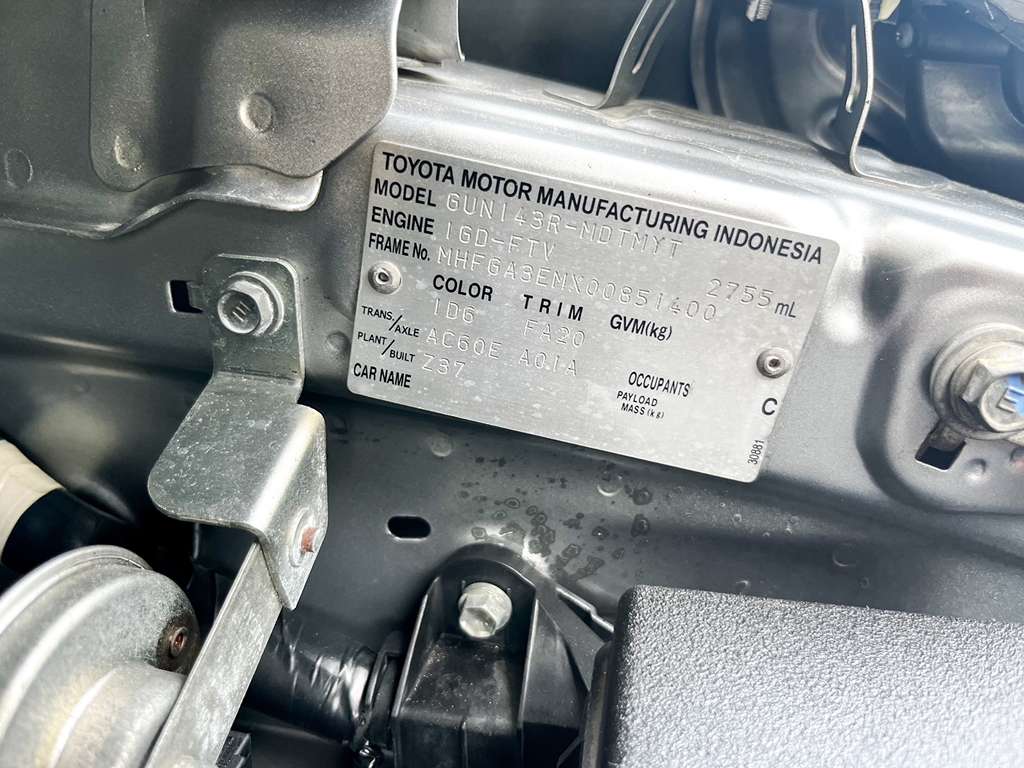 TOYOTA MOTOR MANUFACTURING INDONESIA
MODEL GUN143R-MDTMYT
ENGINE 1GD-FTV 2755 mL
FRAME No. MHFGA3EMX00851400
COLOR TRIM GVM(kg)
1D6 FA20
TRANS./AXLE AC60E A01A
PLANT/BUILT Z37 OCCUPANTS
CAR NAME PAYLOAD MASS(kg) C
30881